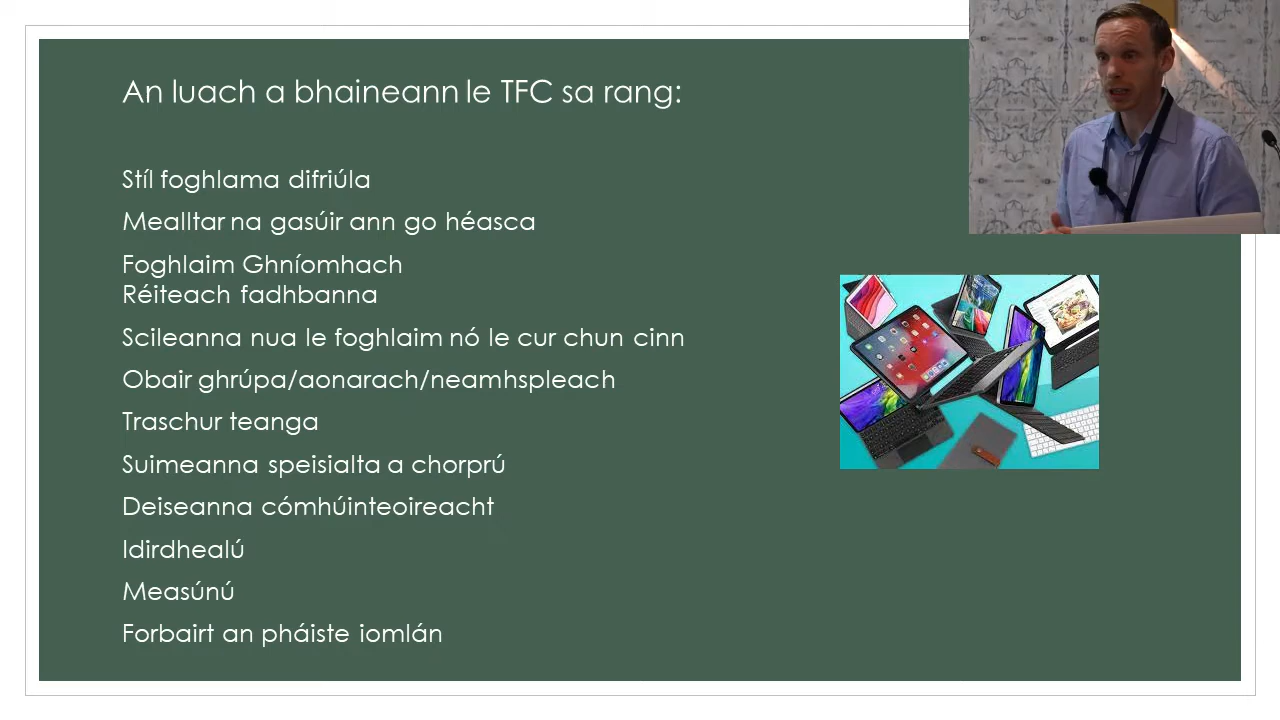 An luach a bhaineann le TFC sa rang:
Stíl foghlama difriúla
Mealltar na gasúir ann go héasca
Foghlaim Ghníomhach
Réiteach fadhbanna
Scileanna nua le foghlaim nó le cur chun cinn
Obair ghrúpa/aonarach/neamhspleach
Traschur teanga
Suimeanna speisialta a chorprú
Deiseanna cómhúinteoireacht
Idirdhealú
Measúnú
Forbairt an pháiste iomlán